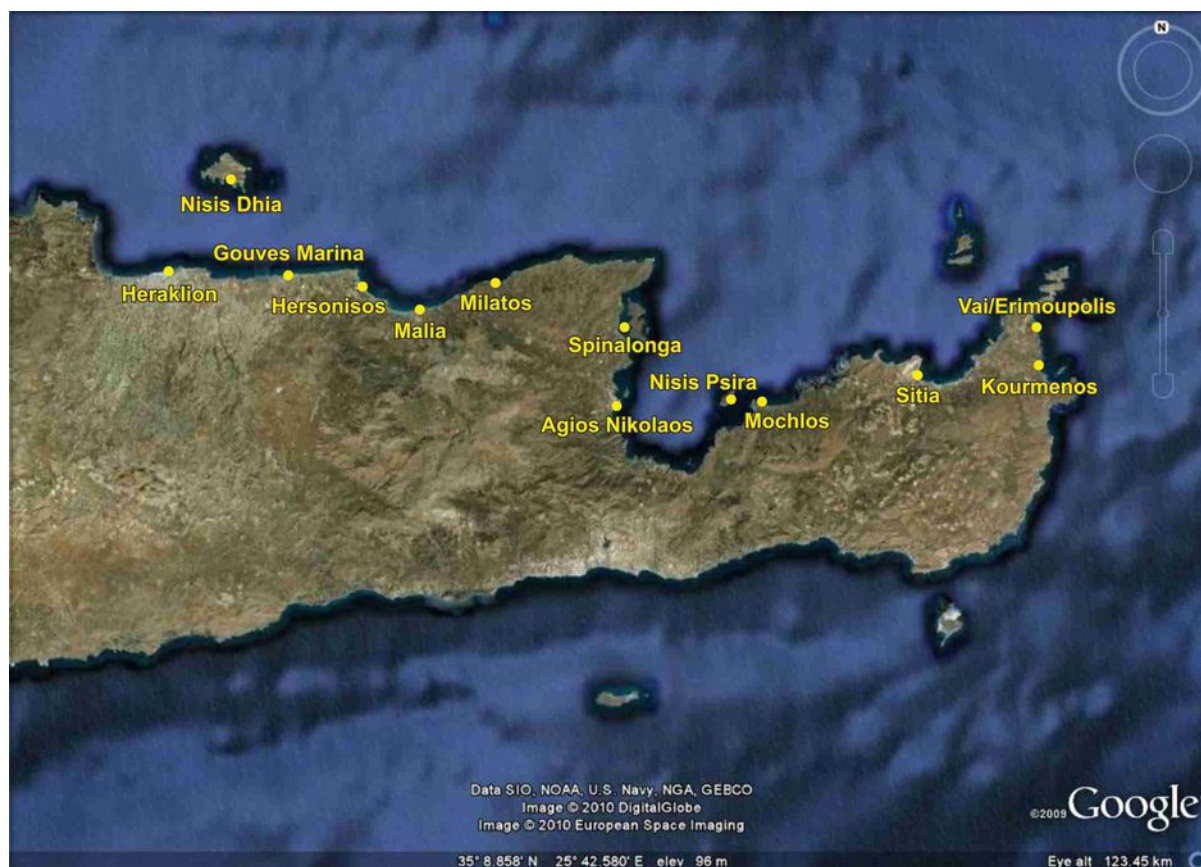 N
Nisis Dhia
Gouves Marina
Heraklion
Hersonisos
Milatos
Malia
Vai/Erimoupolis
Spinalonga
Nisis Psira
Kourmenos
Sitia
Mochlos
Agios Nikolaos
Data SIO, NOAA, U.S. Navy, NGA, GEBCO
Image © 2010 DigitalGlobe
Image © 2010 European Space Imaging
©2009 Google
35° 8.858' N 25° 42.580' E elev 96 m
Eye alt 123.45 km